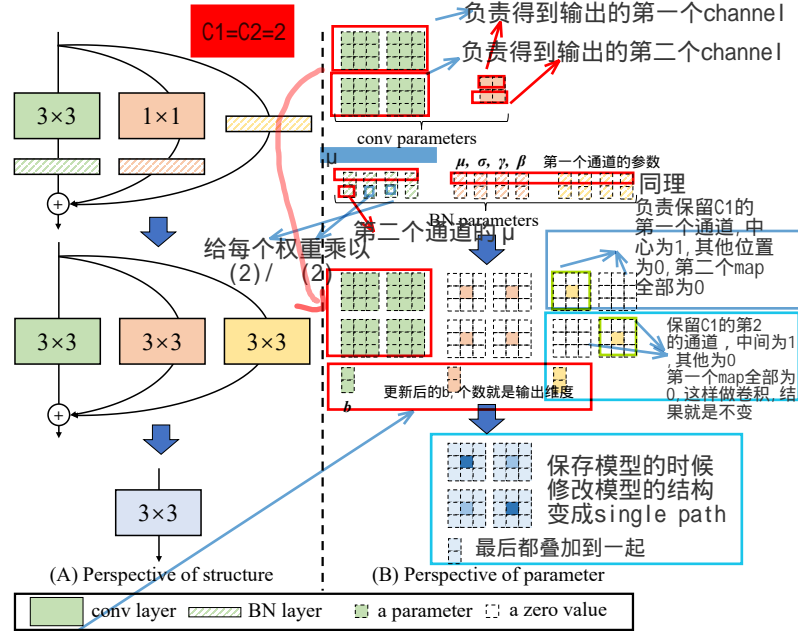 C1=C2=2
负责得到输出的第一个channel
负责得到输出的第二个channel
3×3
1×1
conv parameters
μ
μ, σ, γ, β
第一个通道的参数
同理
BN parameters
第二个通道的μ
给每个权重乘以
(2)/ (2)
负责保留C1的
第一个通道,中
心为1,其他位置
为0,第二个map
全部为0
3×3
3×3
3×3
保留C1的第2
的通道，中间为1
,其他为0
第一个map全部为
0,这样做卷积,结
果就是不变
b
更新后的b,个数就是输出维度
3×3
保存模型的时候
修改模型的结构
变成single path
最后都叠加到一起
(A) Perspective of structure
(B) Perspective of parameter
conv layer
BN layer
a parameter
a zero value